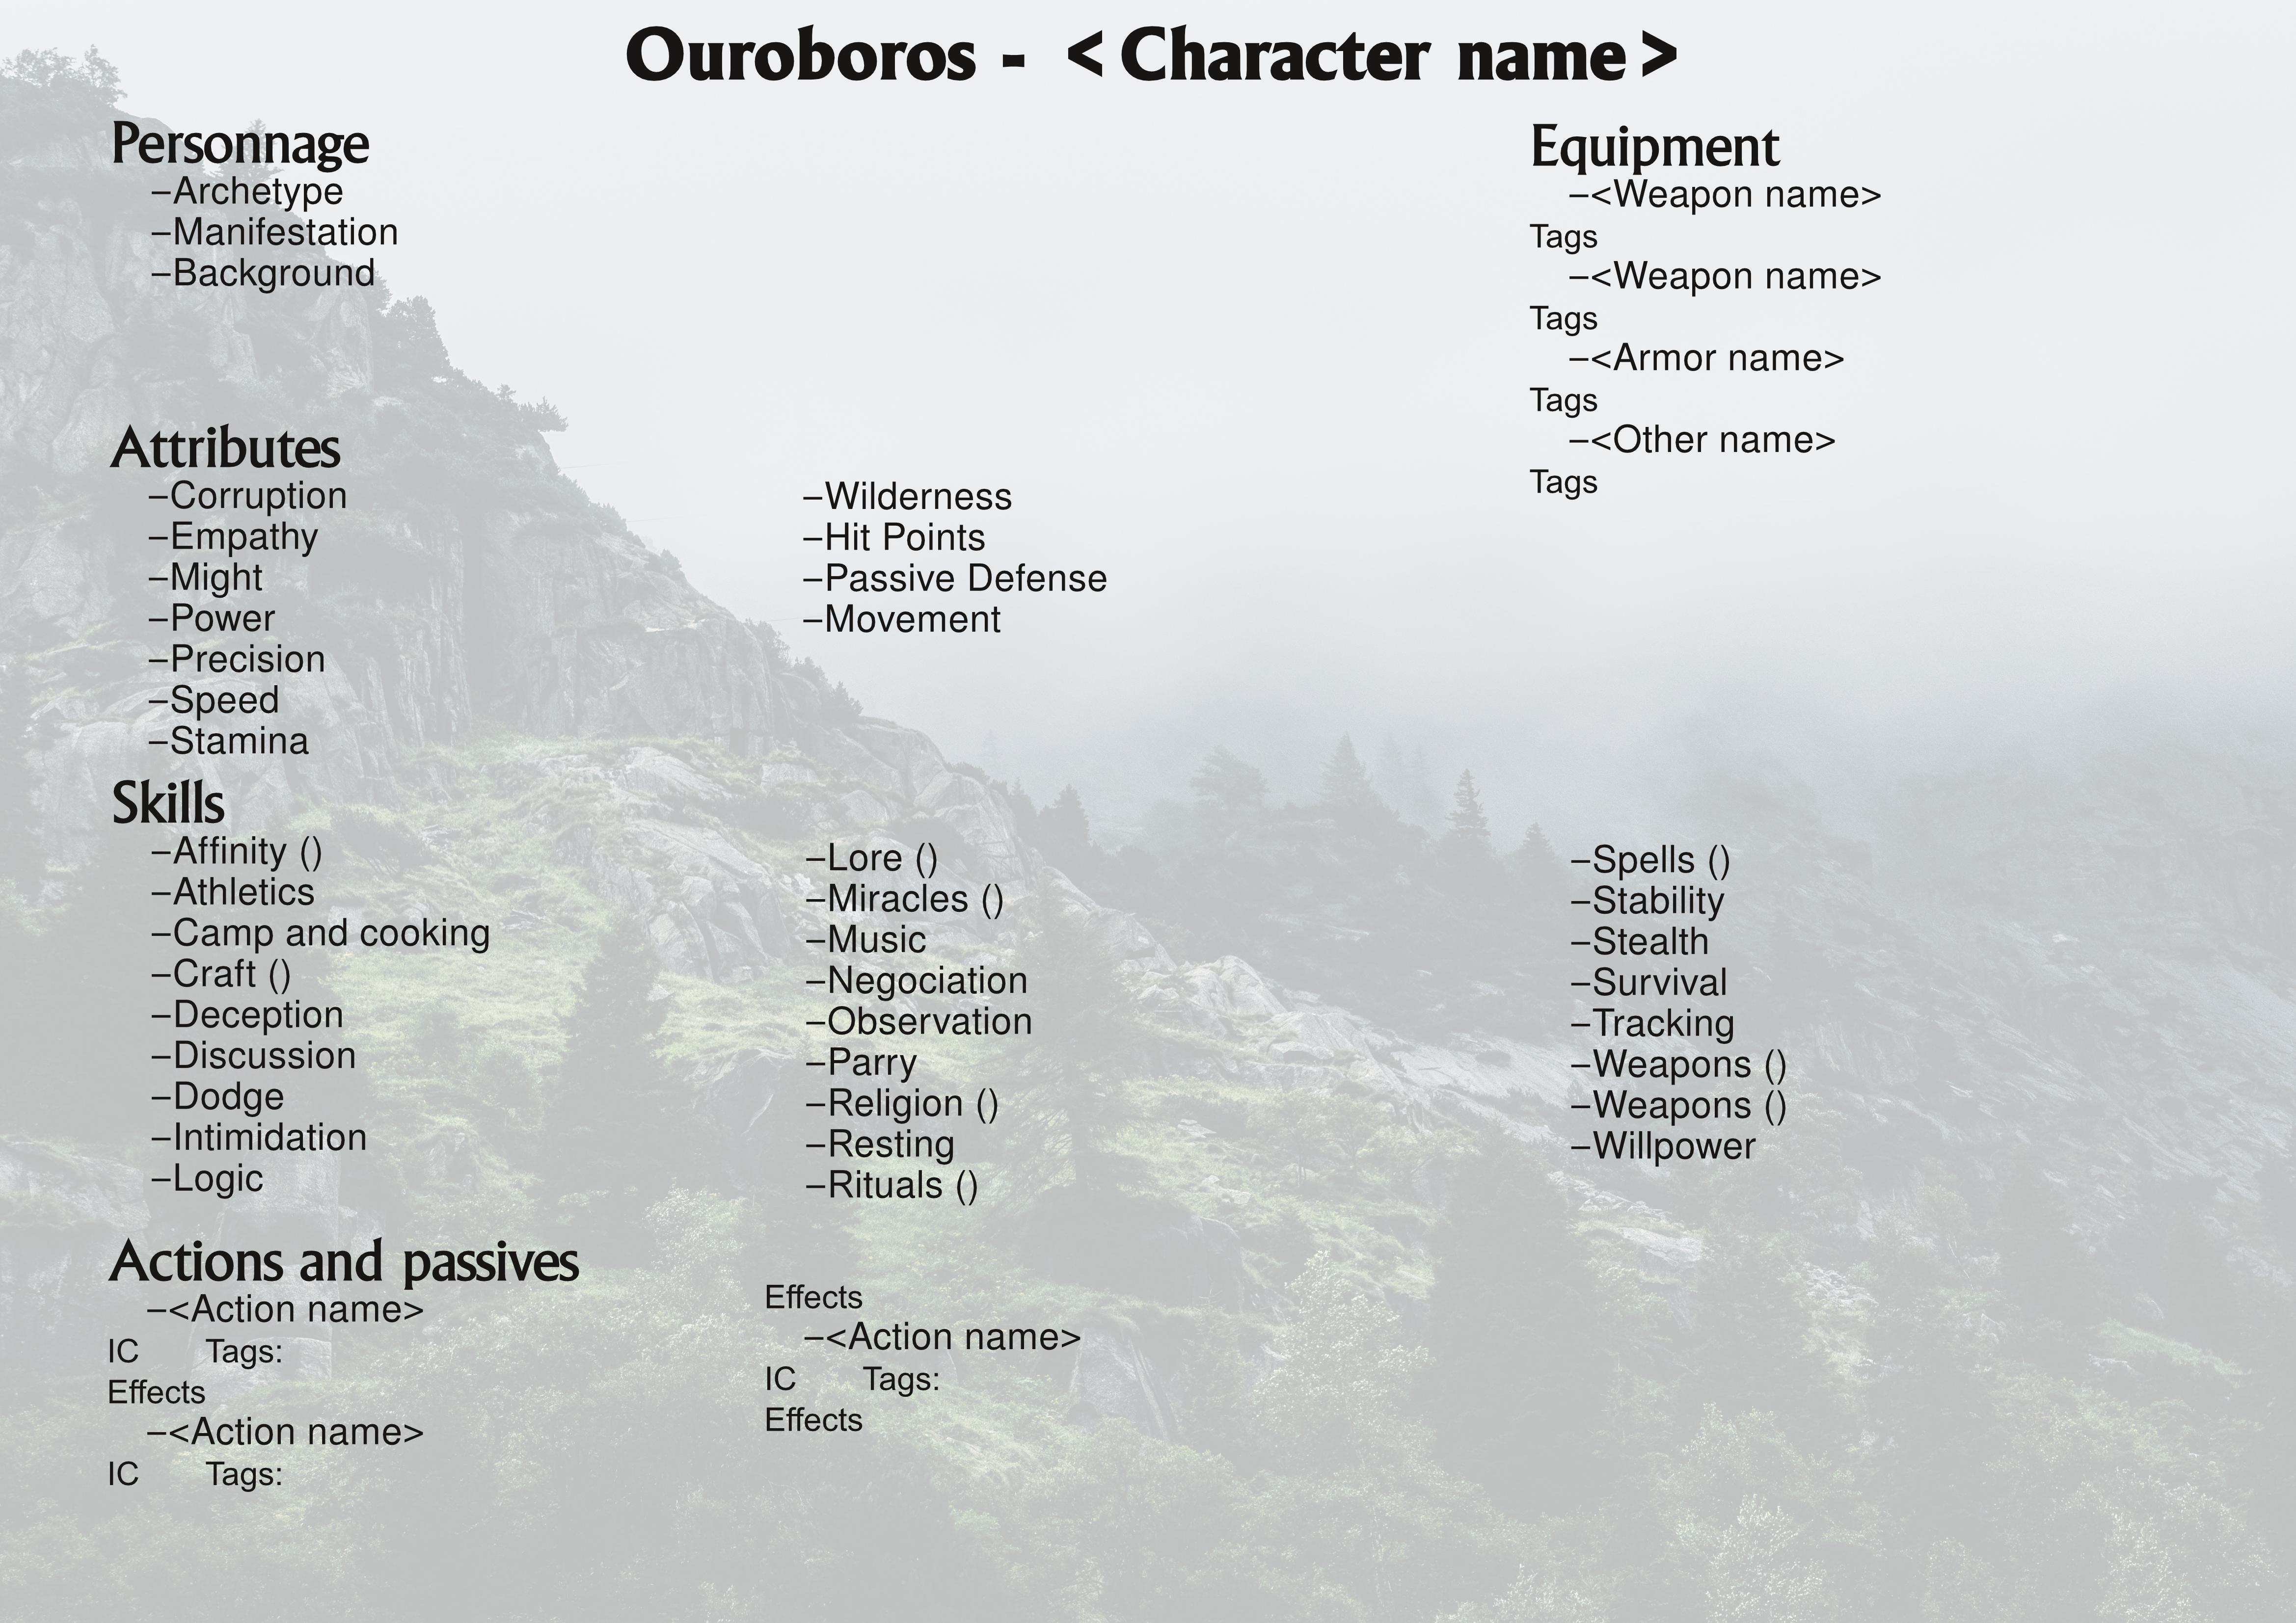 Ouroboros - <Character name>
Personnage
–Archetype
–Manifestation
–Background
Equipment
–<Weapon name>
Tags
–<Weapon name>
Tags
–<Armor name>
Tags
–<Other name>
Tags
Attributes
–Corruption
–Empathy
–Might
–Power
–Precision
–Speed
–Stamina
–Wilderness
–Hit Points
–Passive Defense
–Movement
Skills
–Affinity ()
–Athletics
–Camp and cooking
–Craft ()
–Deception
–Discussion
–Dodge
–Intimidation
–Logic
–Lore ()
–Miracles ()
–Music
–Negociation
–Observation
–Parry
–Religion ()
–Resting
–Rituals ()
–Spells ()
–Stability
–Stealth
–Survival
–Tracking
–Weapons ()
–Weapons ()
–Willpower
Actions and passives
–<Action name>
IC Tags:
Effects
–<Action name>
IC Tags:
Effects
–<Action name>
IC Tags:
Effects